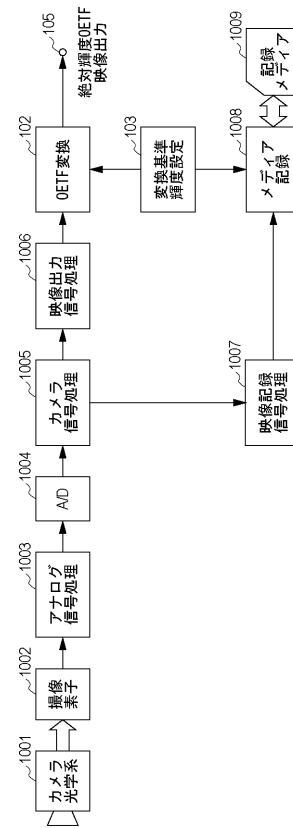 1001
カメラ
光学系
1002
撮像
素子
1003
アナログ
信号処理
1004
A/D
1005
カメラ
信号処理
1006
映像出力
信号処理
102
OETF変換
105
絶対輝度OETF
映像出力
103
変換基準
輝度設定
1007
映像記録
信号処理
1008
メディア
記録
1009
記録
メディア